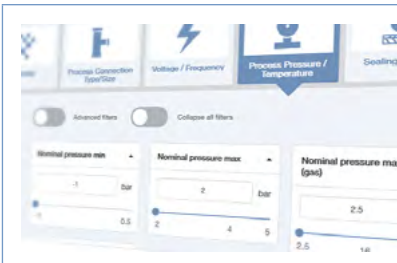 Process Connection
Type/Size
Voltage / Frequency
Process Pressure /
Temperature
Sealing
Advanced filters
Collapse all filters
Nominal pressure min
Nominal pressure max
Nominal pressure ma
(gas)
-1
bar
2
bar
2.5
-1
0.5
2
4
5
2.5
16